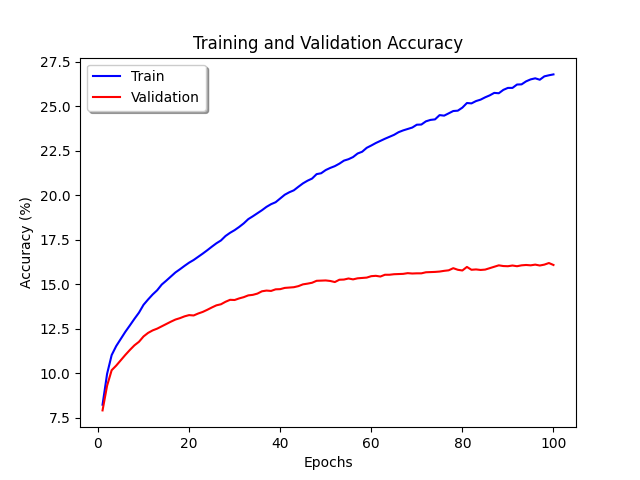 Training and Validation Accuracy
Train
Validation
27.5
25.0
22.5
20.0
17.5
15.0
12.5
10.0
7.5
Accuracy (%)
0 20 40 60 80 100
Epochs